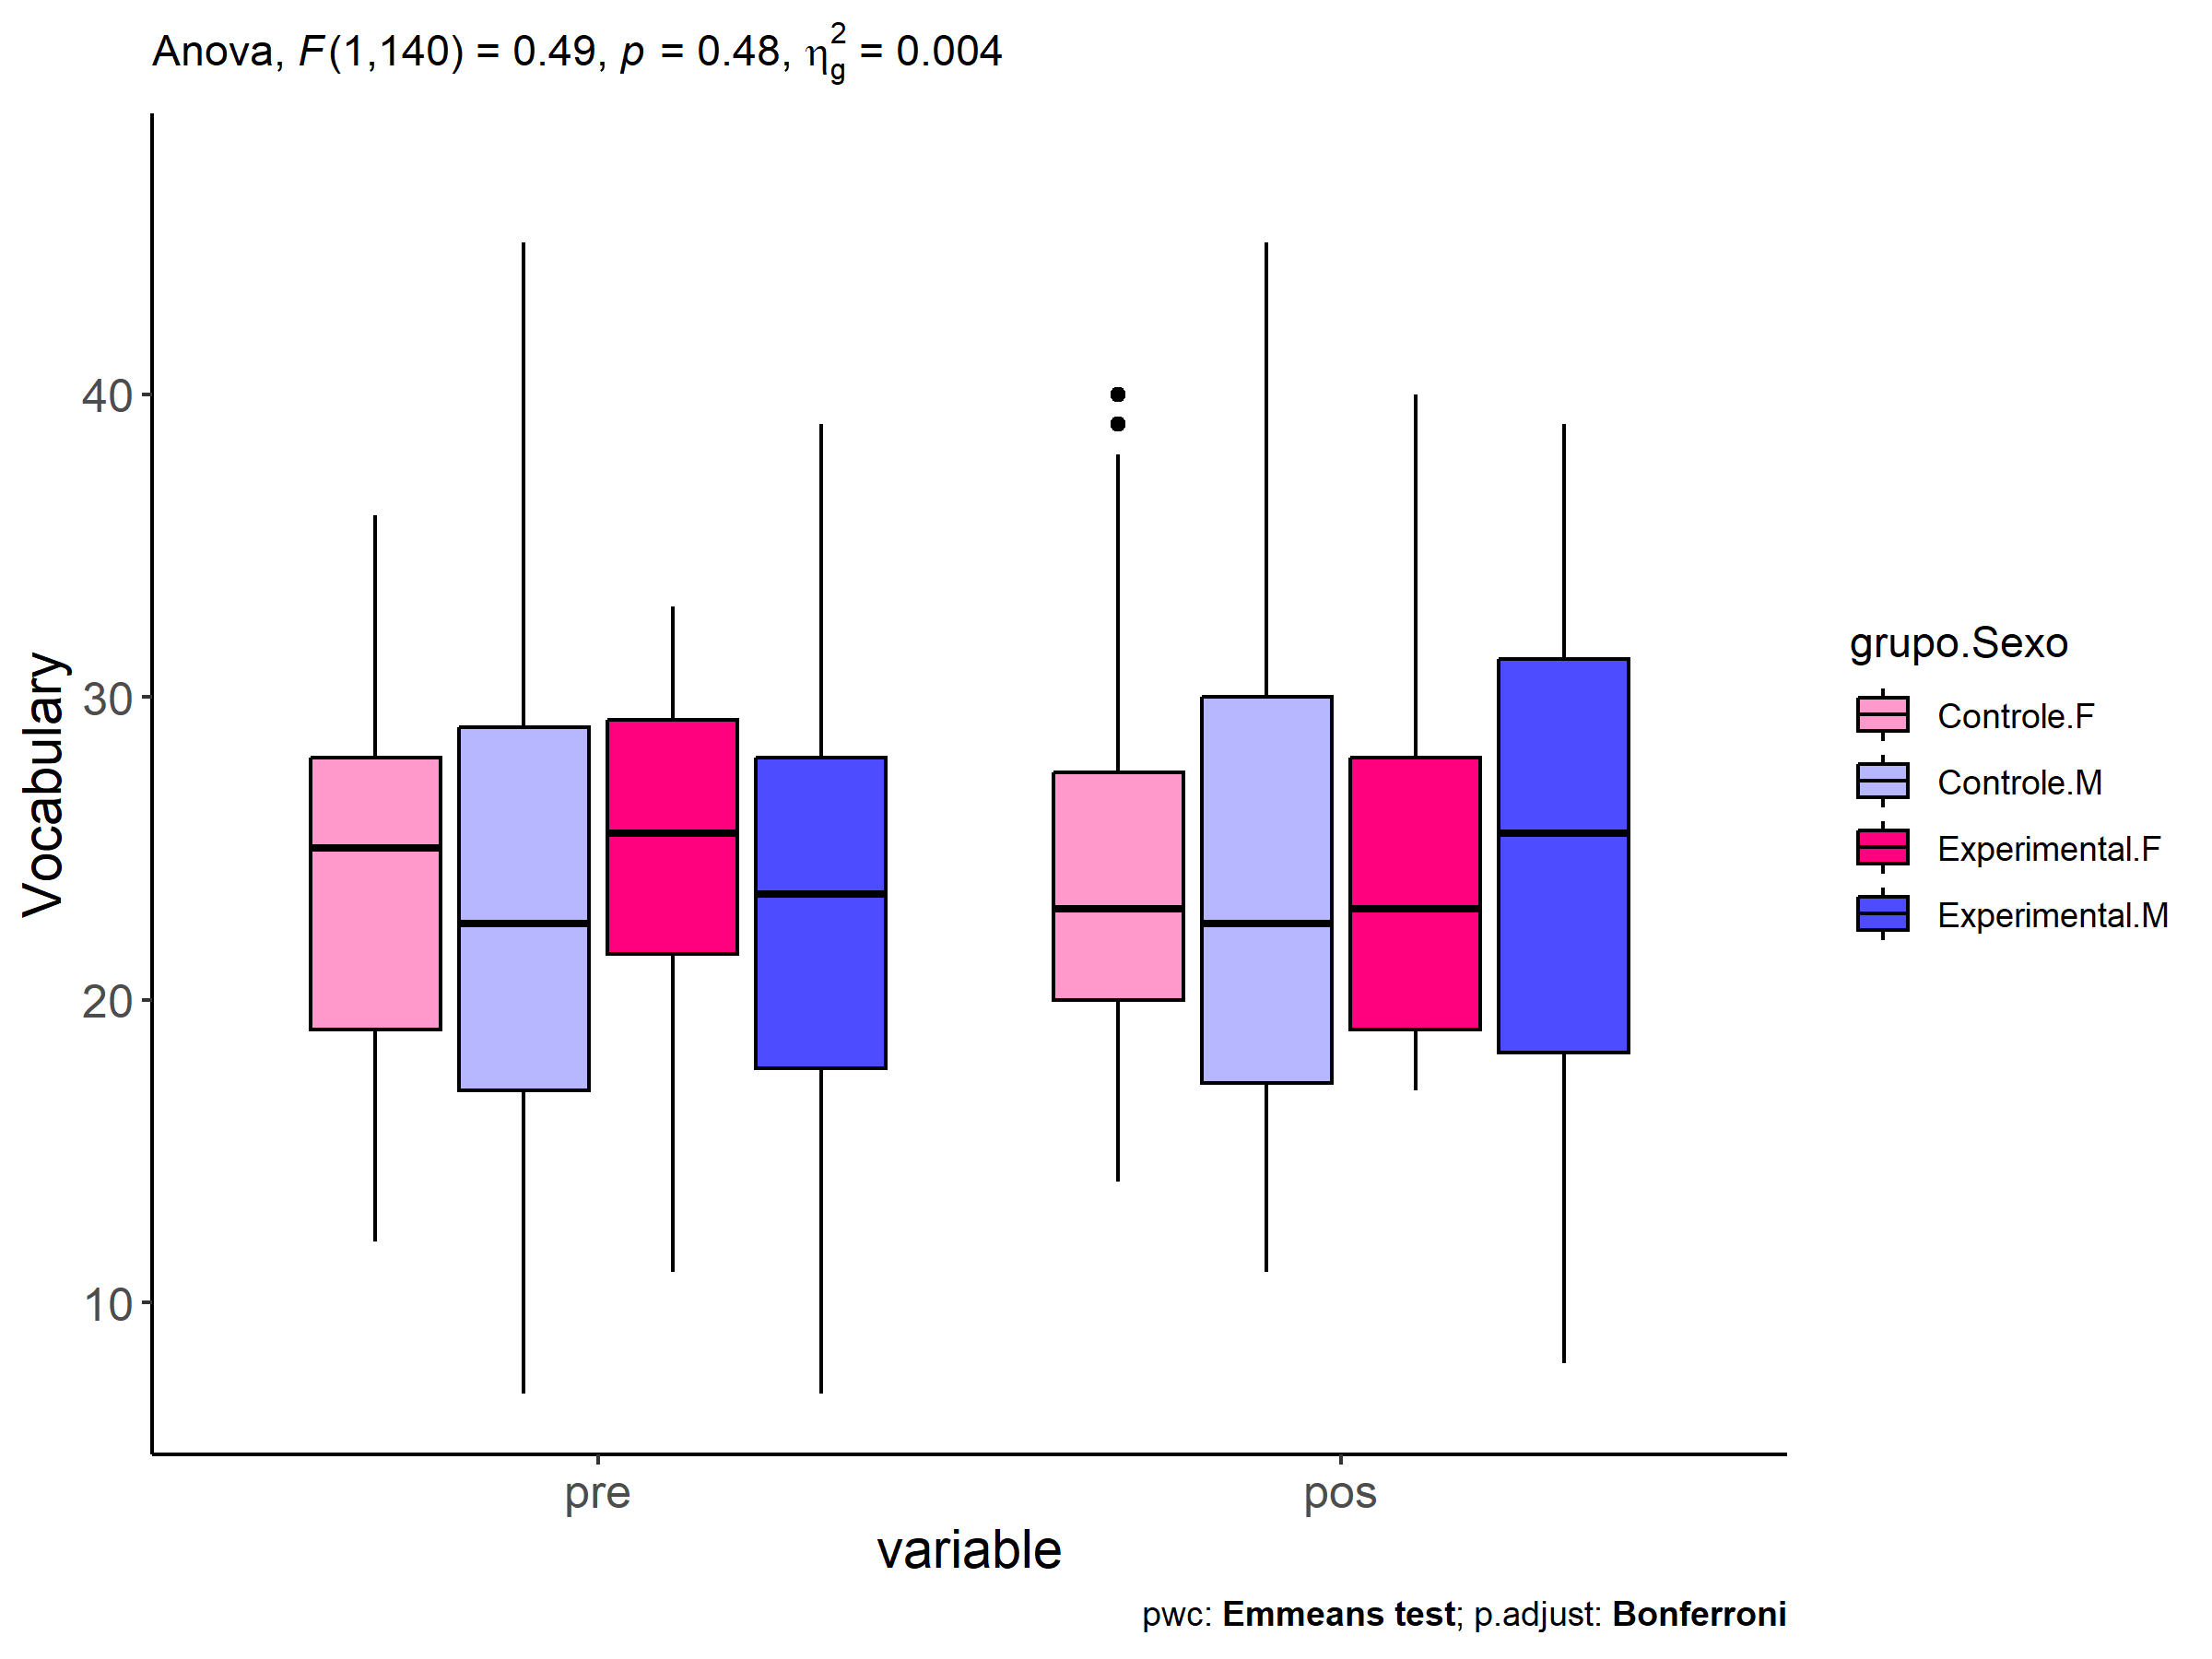 Anova, F(1,140) = 0.49, p = 0.48, η²g = 0.004
Vocabulary
40
30
20
10
pre
pos
variable
grupo.Sexo
Controle.F
Controle.M
Experimental.F
Experimental.M
pwc: Emmeans test; p.adjust: Bonferroni